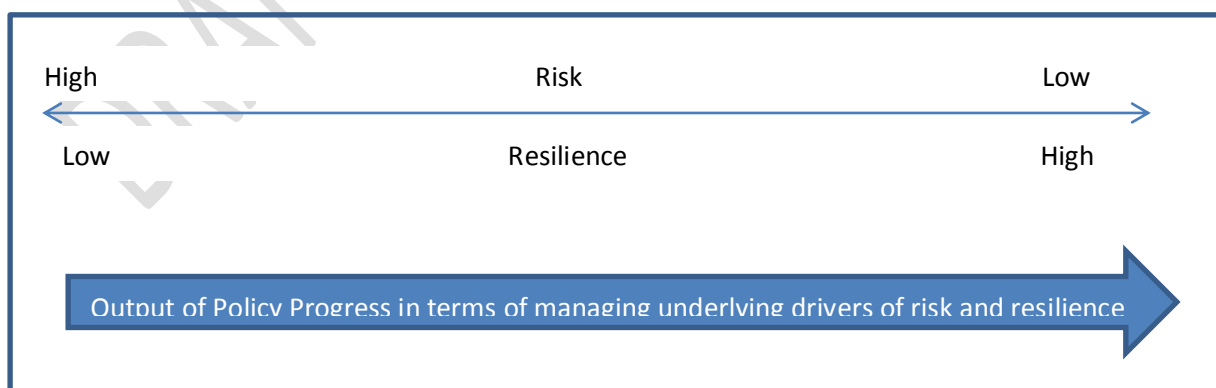 High Risk Low
Low Resilience High
Output of Policy Progress in terms of managing underlying drivers of risk and resilience